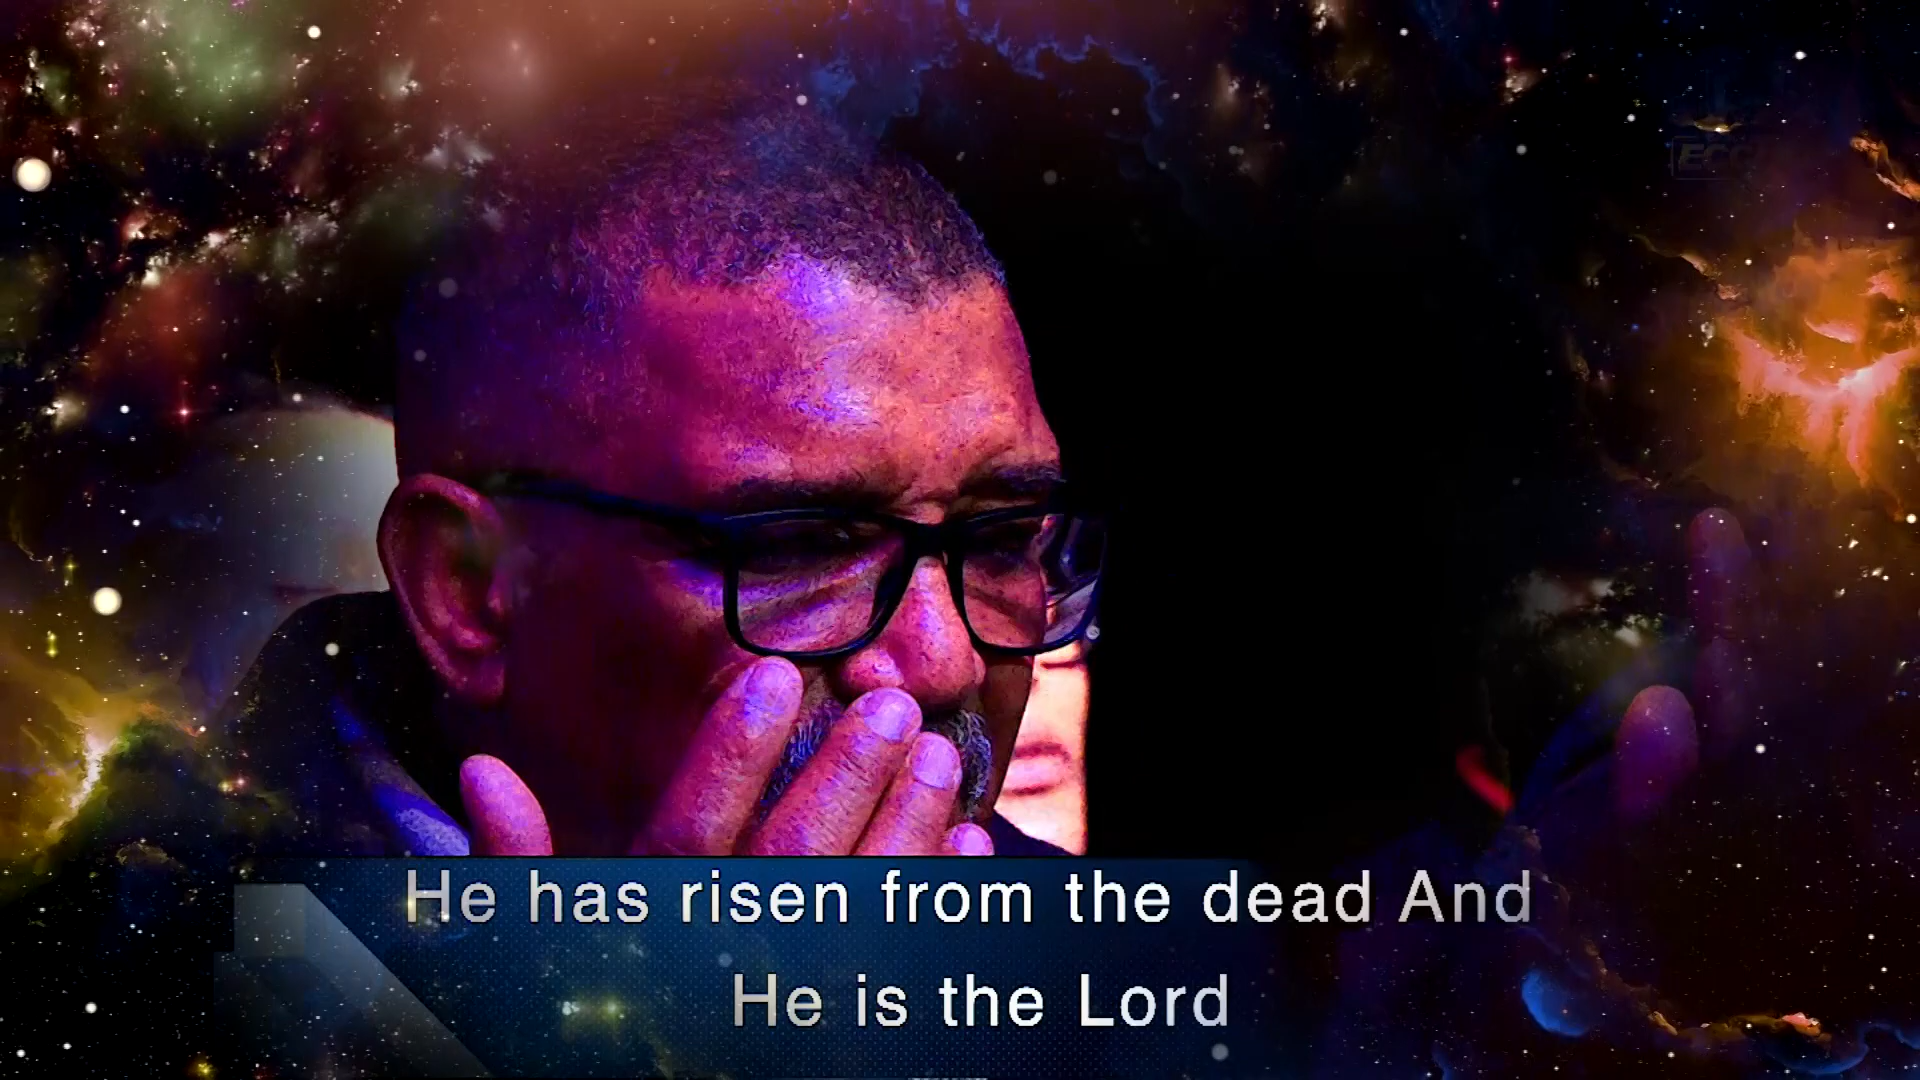 He has risen from the dead And
He is the Lord